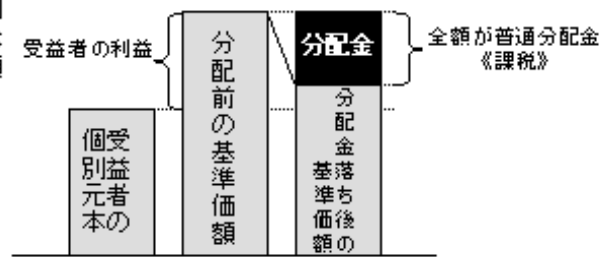 受益者の利益
受益者の
個別元本
分配前の基準価額
分配金
分配金落ち後の
基準価額
全額が普通分配金
《課税》